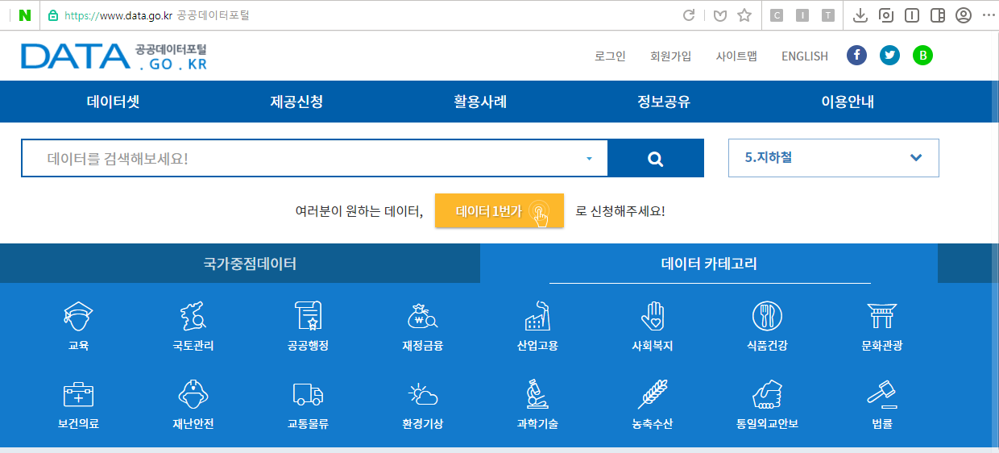 N https://www.data.go.kr 공공데이터포털 C I T
DATA 공공데이터포털
.GO.KR
로그인 회원가입 사이트맵 ENGLISH f B
데이터셋 제공신청 활용사례 정보공유 이용안내
데이터를 검색해보세요! 5.지하철
여러분이 원하는 데이터, 데이터 1번가 로 신청해주세요!
국가중점데이터 데이터 카테고리
교육 국토관리 공공행정 재정금융 산업고용 사회복지 식품건강 문화관광
보건의료 재난안전 교통물류 환경기상 과학기술 농축수산 통일외교안보 법률